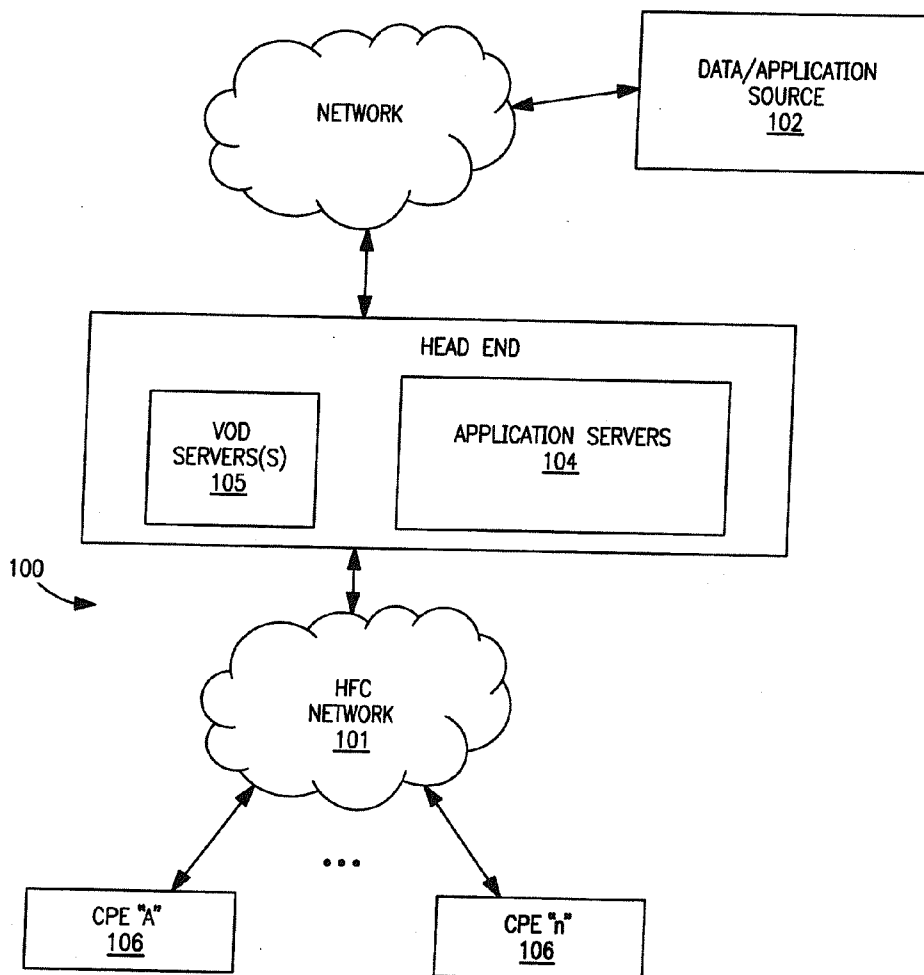 NETWORK
DATA/APPLICATION
SOURCE
102
HEAD END
VOD
SERVERS(S)
105
APPLICATION SERVERS
104
100
HFC
NETWORK
101
...
CPE "A"
106
CPE "n"
106